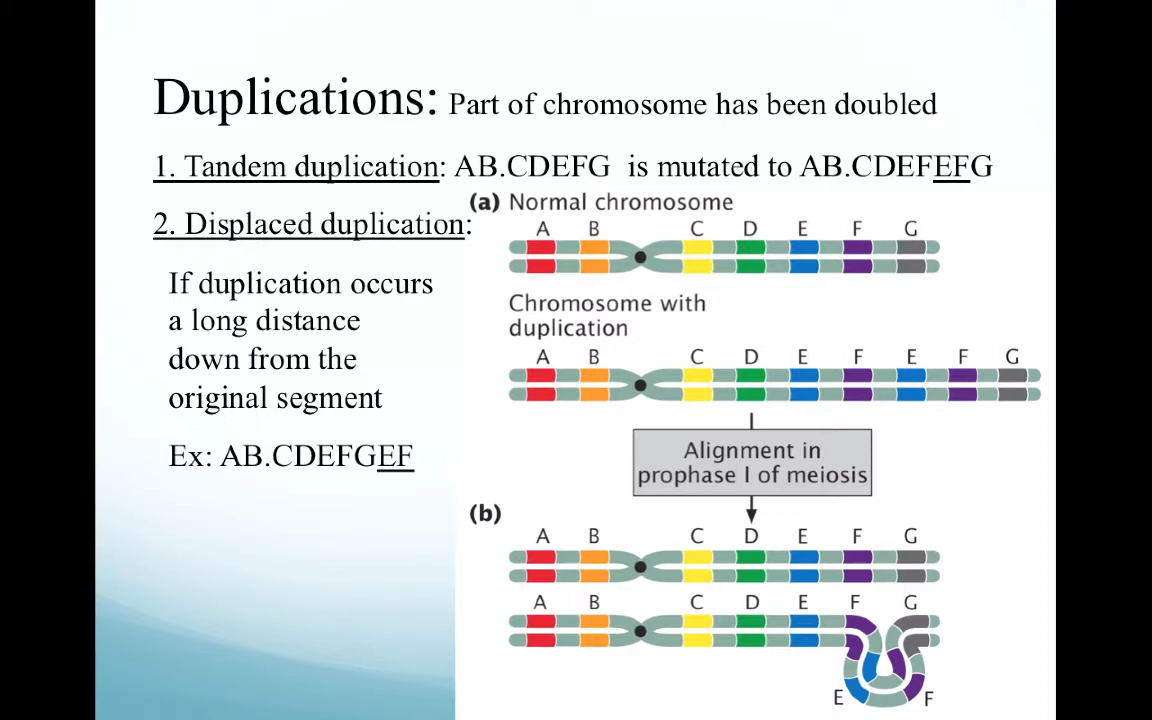 Duplications: Part of chromosome has been doubled
1. Tandem duplication: AB.CDEFG is mutated to AB.CDEFEFG
2. Displaced duplication:
If duplication occurs
a long distance
down from the
original segment
Ex: AB.CDEFGEF
(a) Normal chromosome
A B C D E F G
Chromosome with
duplication
A B C D E F E F G
Alignment in
prophase I of meiosis
(b)
A B C D E F G
A B C D E F G
E F